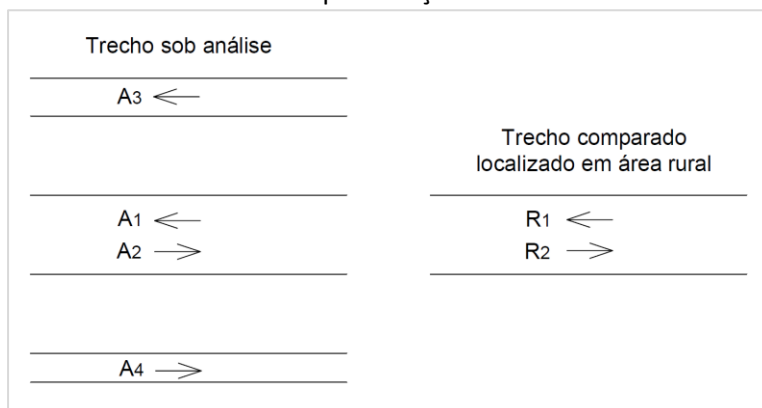 Trecho sob análise
A3
Trecho comparado
localizado em área rural
A1
A2
R1
R2
A4